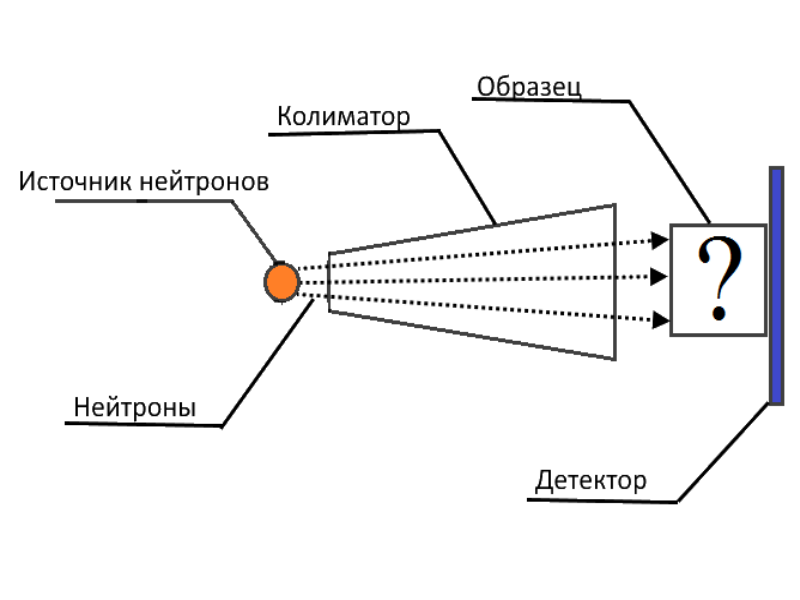 Образец
Колиматор
Источник нейтронов
?
Нейтроны
Детектор